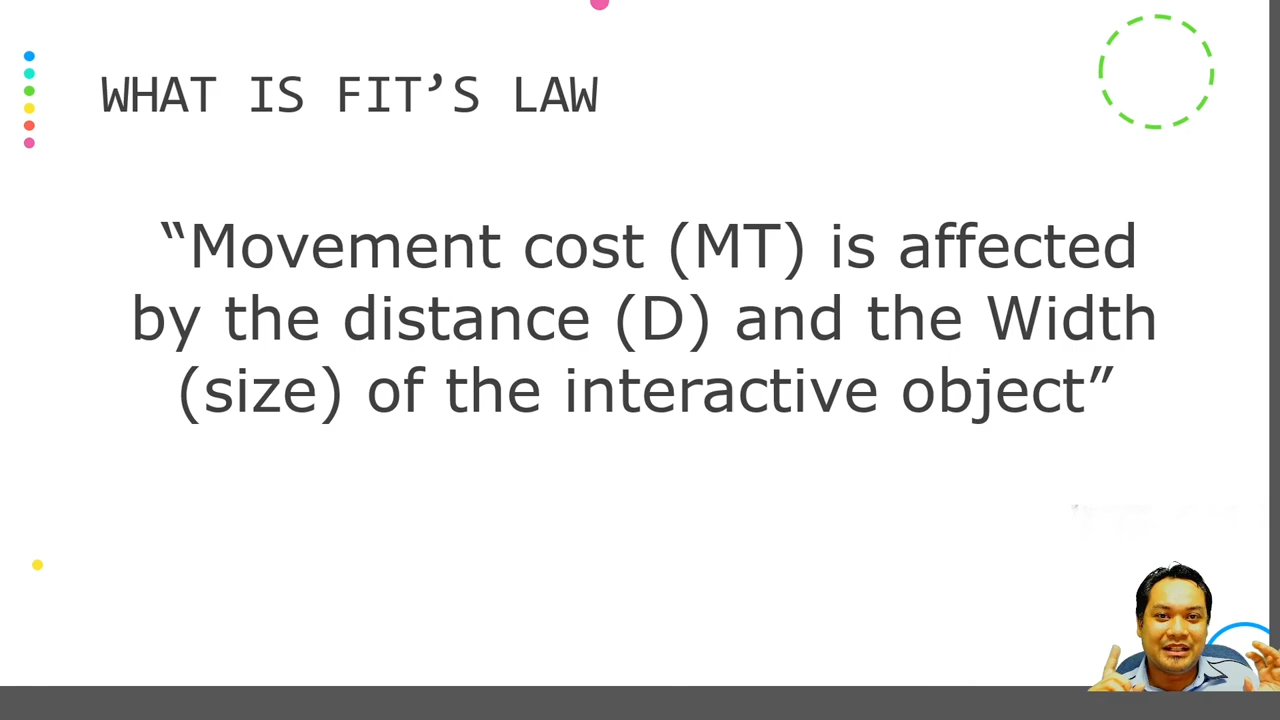 WHAT IS FIT’S LAW
“Movement cost (MT) is affected
by the distance (D) and the Width
(size) of the interactive object”